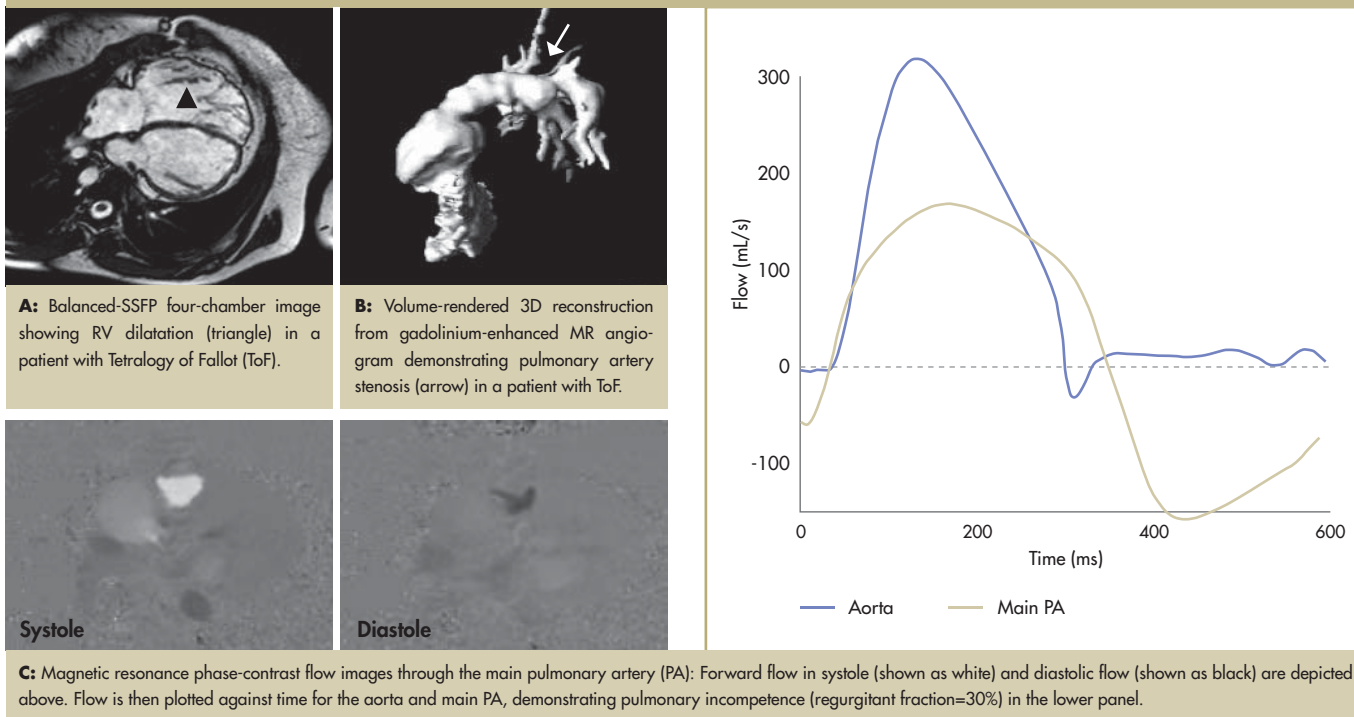 A: Balanced-SSFP four-chamber image
showing RV dilatation (triangle) in a
patient with Tetralogy of Fallot (ToF).
B: Volume-rendered 3D reconstruction
from gadolinium-enhanced MR angio-
gram demonstrating pulmonary artery
stenosis (arrow) in a patient with ToF.
Systole
Diastole
Flow (mL/s)
300
200
100
0
-100
0 200 400 600
Time (ms)
Aorta Main PA
C: Magnetic resonance phase-contrast flow images through the main pulmonary artery (PA): Forward flow in systole (shown as white) and diastolic flow (shown as black) are depicted
above. Flow is then plotted against time for the aorta and main PA, demonstrating pulmonary incompetence (regurgitant fraction=30%) in the lower panel.